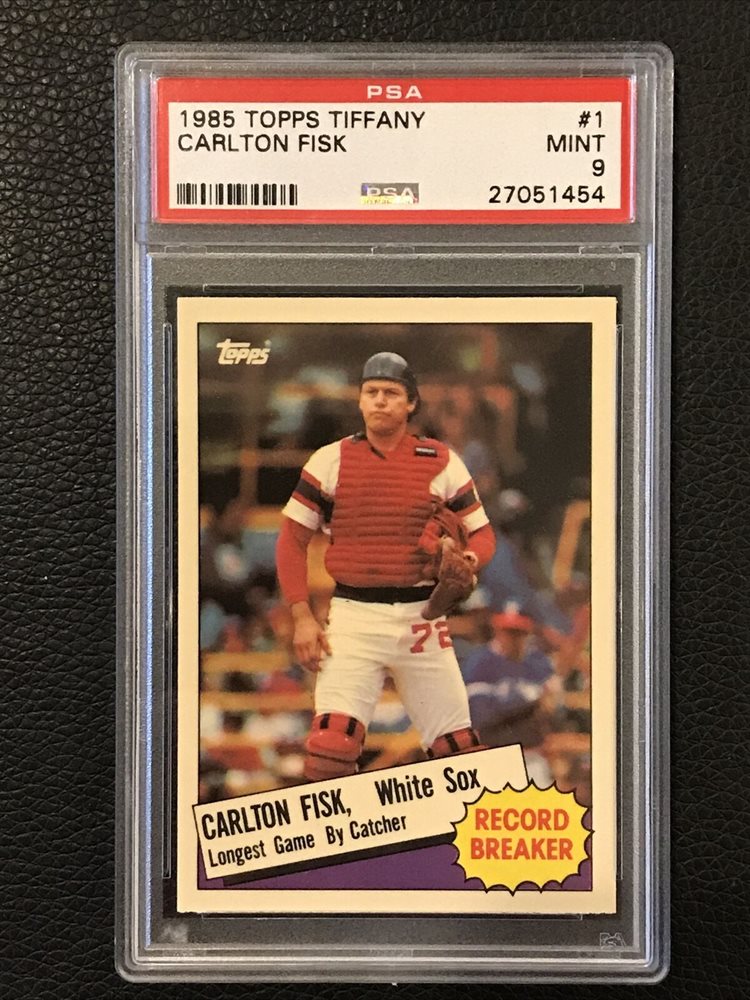 PSA
1985 TOPPS TIFFANY #1
CARLTON FISK MINT
9
PSA 27051454
Topps
72
CARLTON FISK, White Sox
Longest Game By Catcher
RECORD
BREAKER